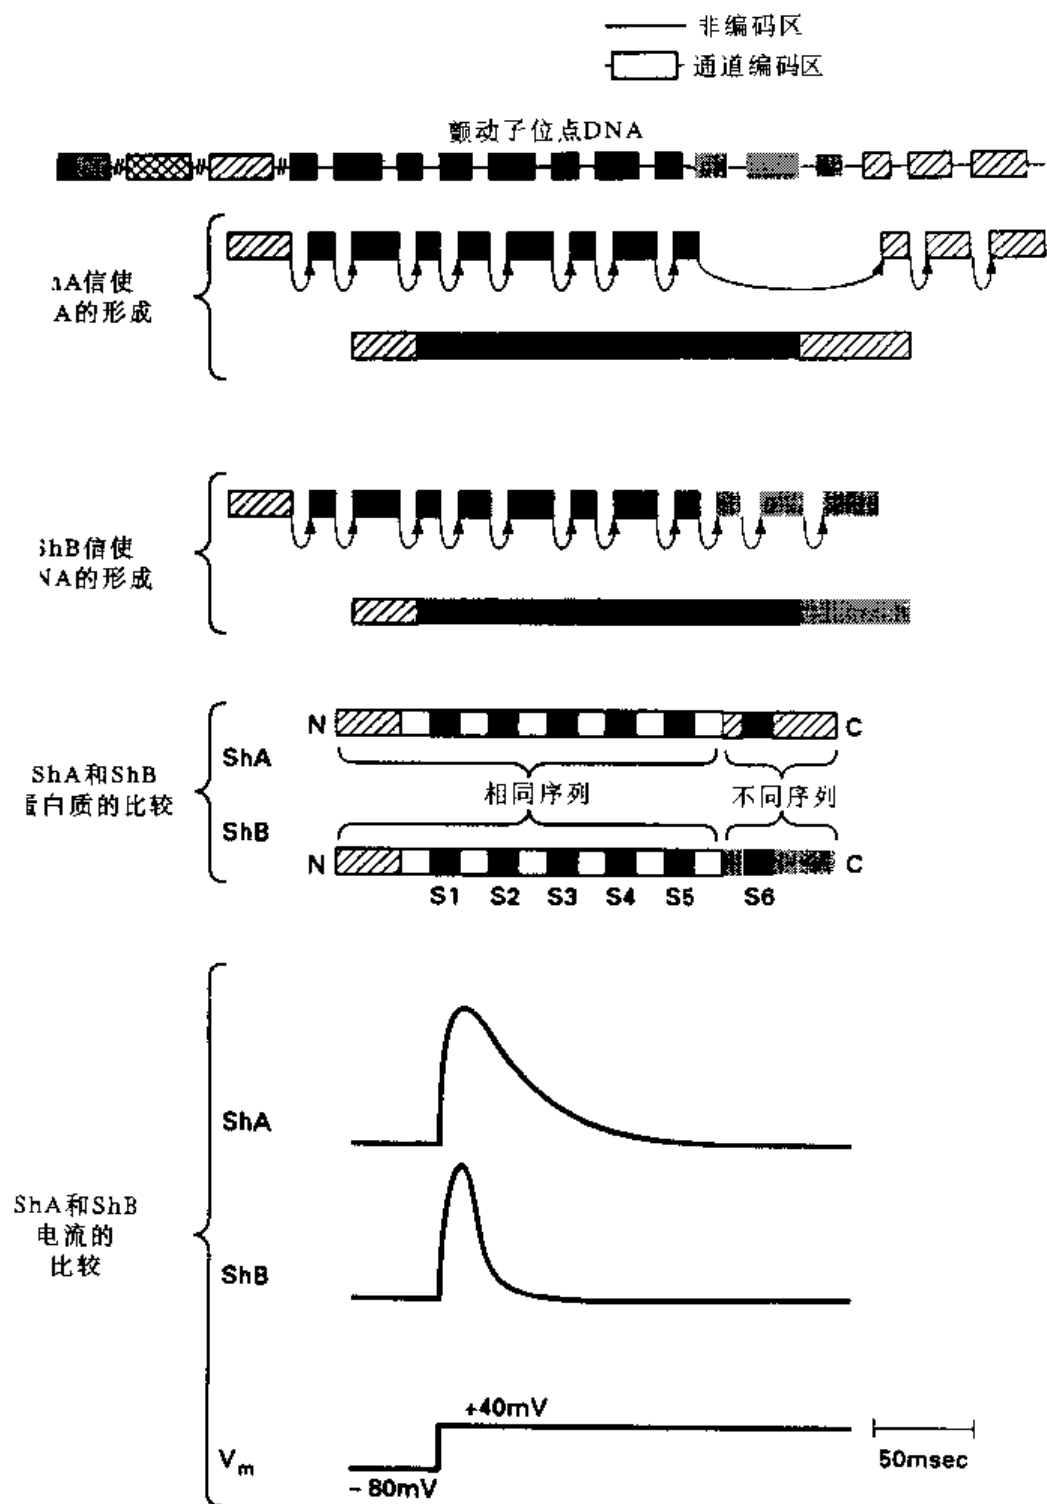 非编码区
通道编码区
颤动子位点DNA
A信使
A的形成
ShB信使
NA的形成
N
C
ShA
ShA和ShB
蛋白质的比较
相同序列
不同序列
ShB
N
C
S1 S2 S3 S4 S5 S6
ShA
ShA和ShB
电流的
比较
ShB
+40mV
Vm
50msec
- 80mV